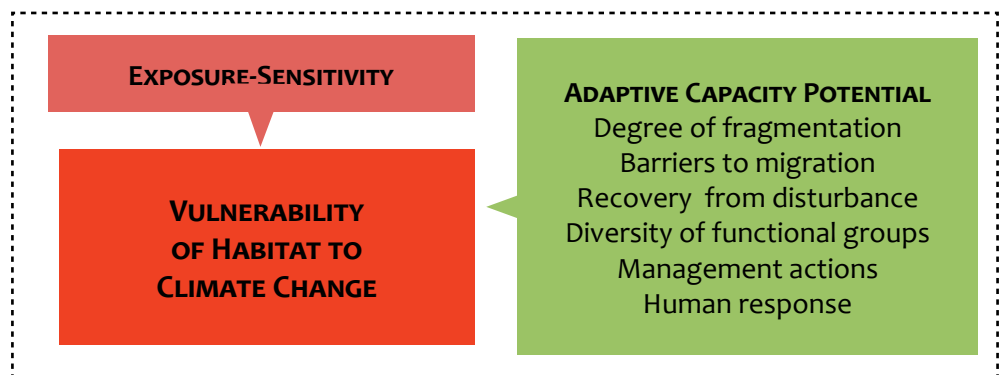 EXPOSURE-SENSITIVITY
VULNERABILITY
OF HABITAT TO
CLIMATE CHANGE
ADAPTIVE CAPACITY POTENTIAL
Degree of fragmentation
Barriers to migration
Recovery from disturbance
Diversity of functional groups
Management actions
Human response